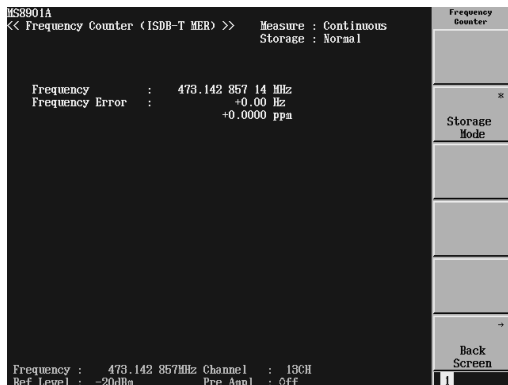 MS8901A
<< Frequency Counter (ISDB-T MER) >> Measure : Continuous
Storage : Normal
Frequency : 473.142 857 14 MHz
Frequency Error : +0.00 Hz
+0.0000 ppm
Frequency : 473.142 857MHz Channel : 13CH
Ref Level : -20dBm Pre Ampl : Off
Frequency
Counter
*
Storage
Mode
→
Back
Screen
1